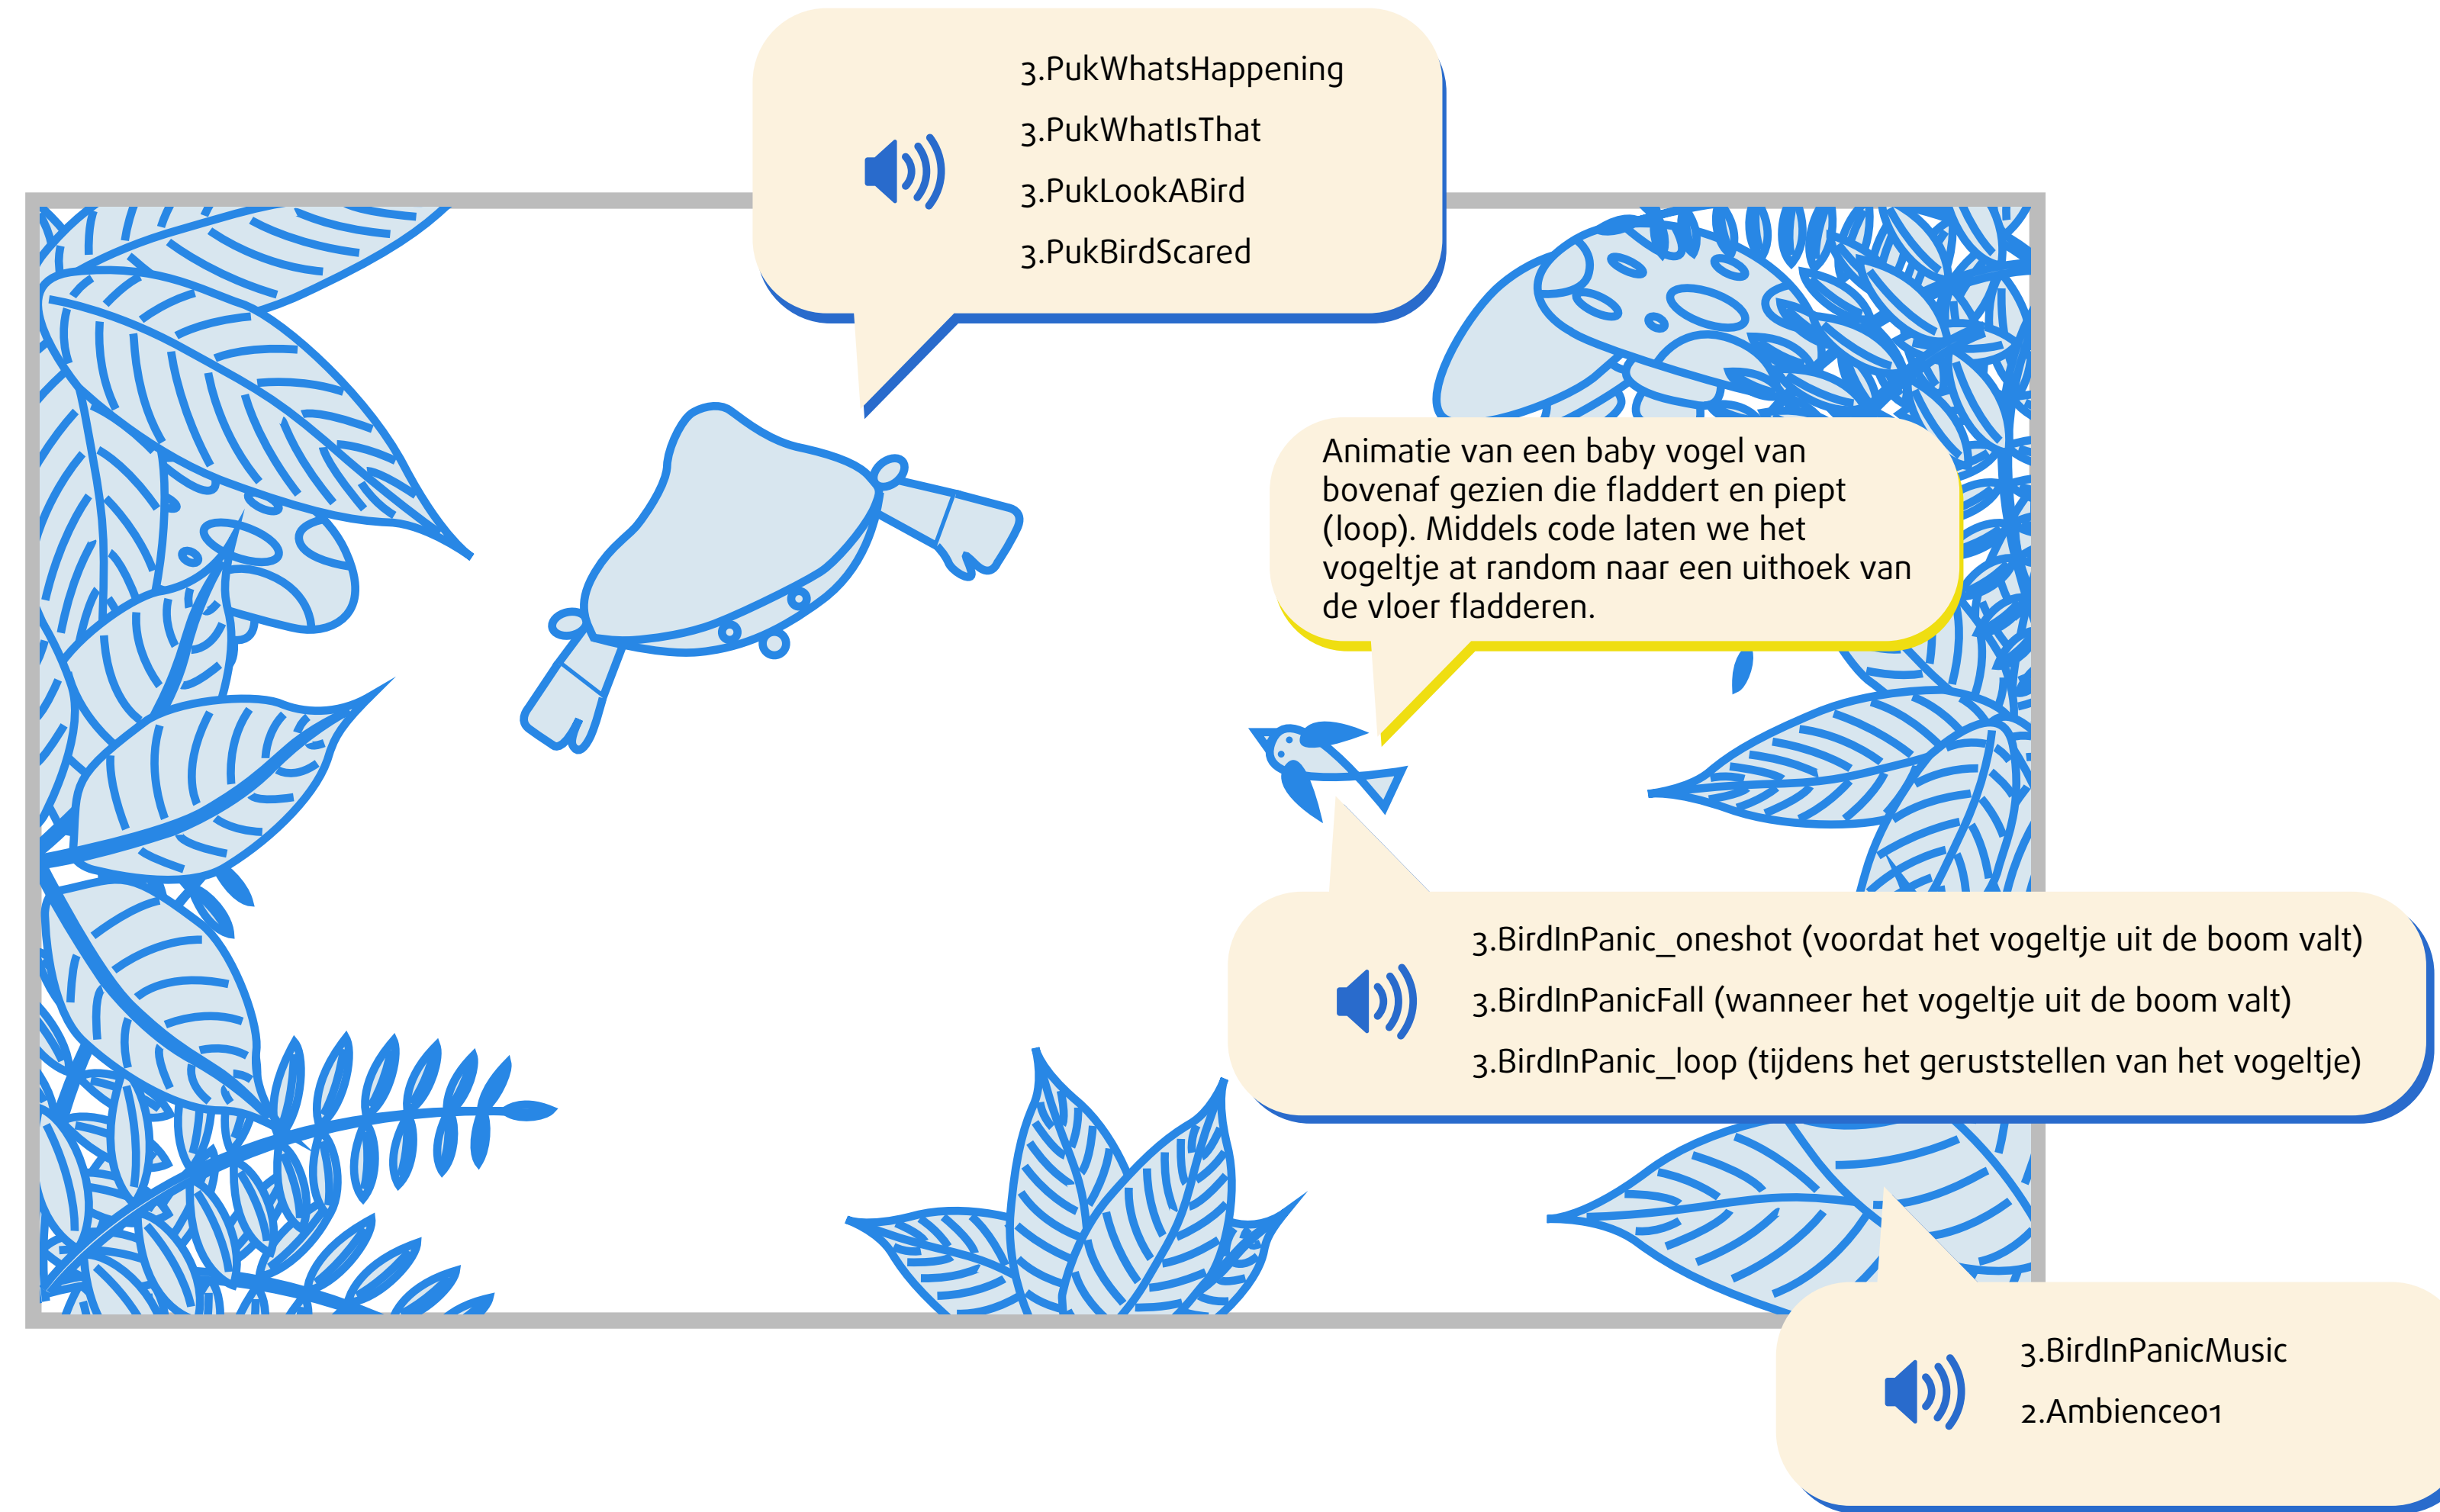 3.PukWhatsHappening
3.PukWhatIsThat
3.PukLookABird
3.PukBirdScared
Animatie van een baby vogel van
bovenaf gezien die fladdert en piept
(loop). Middels code laten we het
vogeltje at random naar een uithoek van
de vloer fladderen.
3.BirdInPanic_oneshot (voordat het vogeltje uit de boom valt)
3.BirdInPanicFall (wanneer het vogeltje uit de boom valt)
3.BirdInPanic_loop (tijdens het geruststellen van het vogeltje)
3.BirdInPanicMusic
2.Ambience01